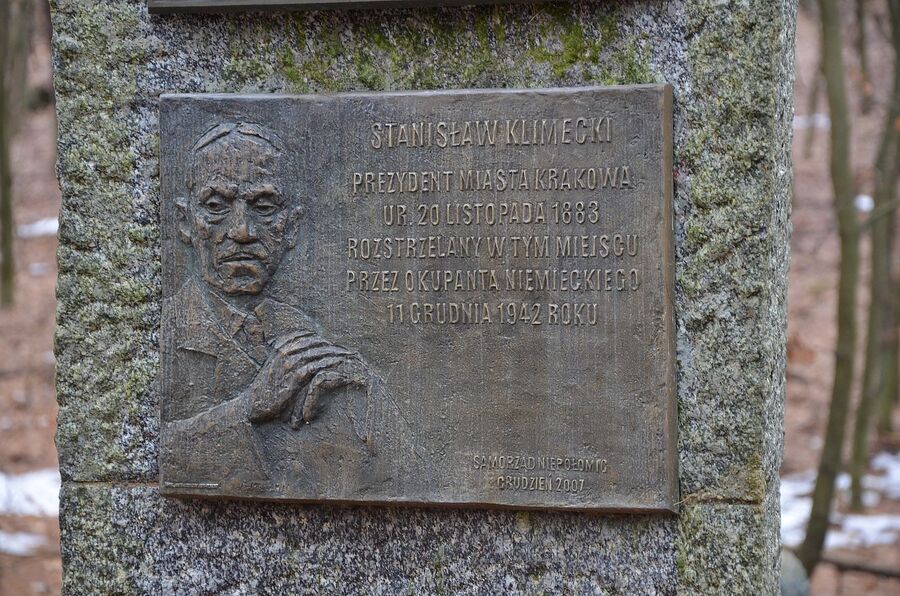 STANISŁAW KLIMECKI
PREZYDENT MIASTA KRAKOWA
UR. 20 LISTOPADA 1883
ROZSTRZELANY W TYM MIEJSCU
PRZEZ OKUPANTA NIEMIECKIEGO
11 GRUDNIA 1942 ROKU
SAMORZĄD NIEPOŁOMIC
GRUDZIEŃ 2007